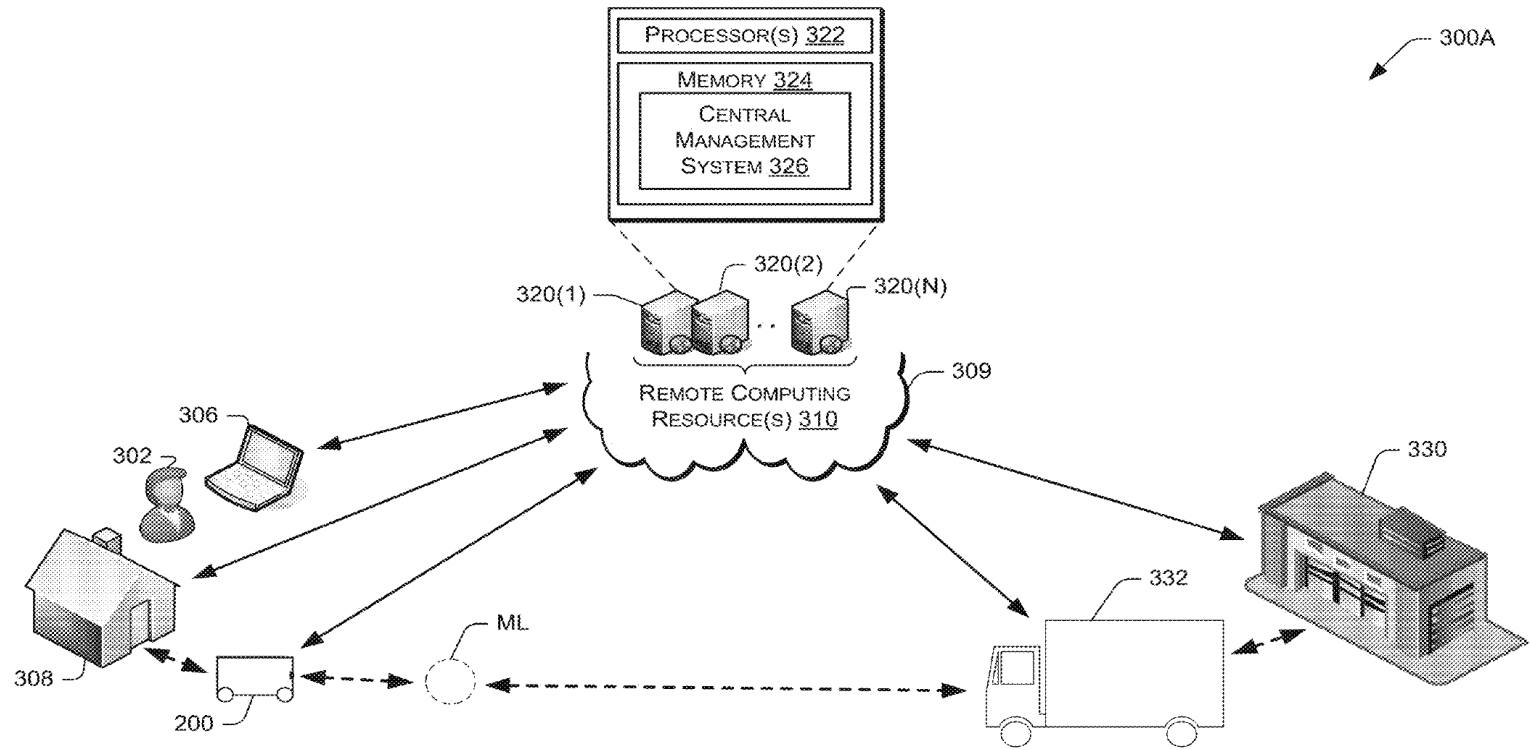 PROCESSOR(S) 322
300A
MEMORY 324
CENTRAL
MANAGEMENT
SYSTEM 326
320(2)
320(1)
320(N)
309
REMOTE COMPUTING
RESOURCE(S) 310
306
302
330
332
ML
308
200